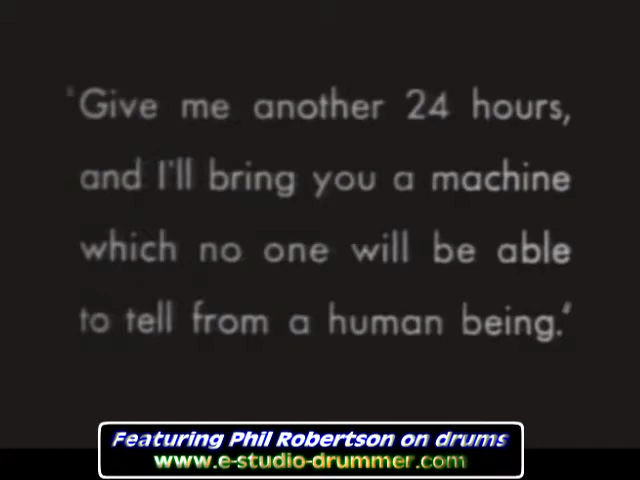 'Give me another 24 hours,
and I'll bring you a machine
which no one will be able
to tell from a human being.'
Featuring Phil Robertson on drums
www.e-studio-drummer.com